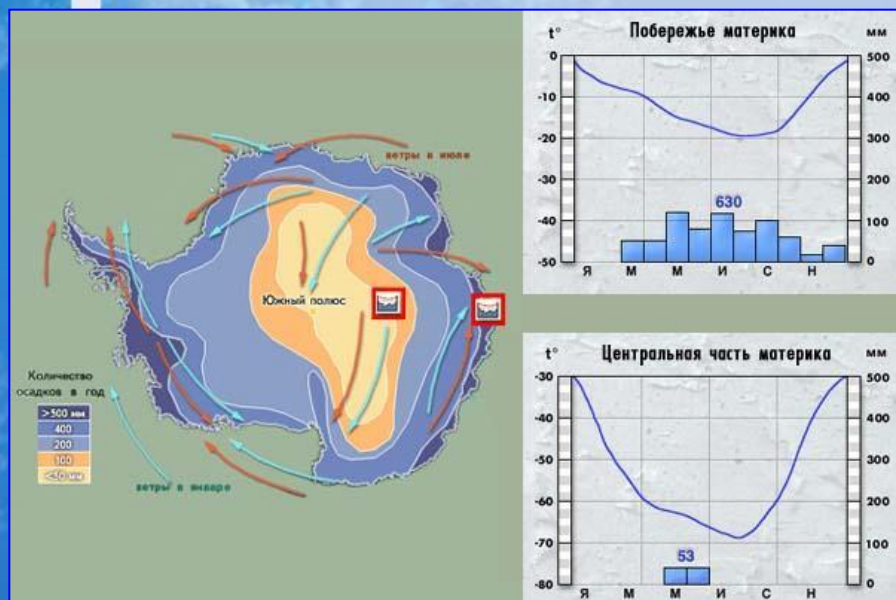 ветры в июле
Южный полюс
Количество
осадков в год
>500 мм
400
200
100
<50 мм
ветры в январе
Побережье материка
t°
мм
0
-10
-20
-30
-40
-50
500
400
300
200
100
0
630
Я М М И С Н
Центральная часть материка
t°
мм
-30
-40
-50
-60
-70
-80
500
400
300
200
100
0
53
Я М М И С Н